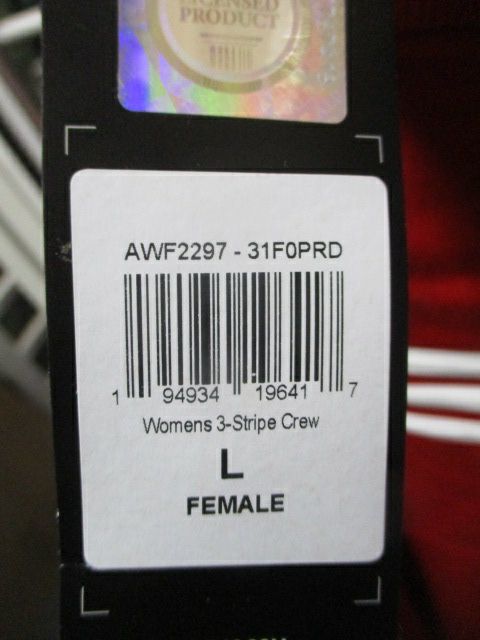 LICENSED
PRODUCT
AWF2297 - 31F0PRD
1 94934 19641 7
Womens 3-Stripe Crew
L
FEMALE